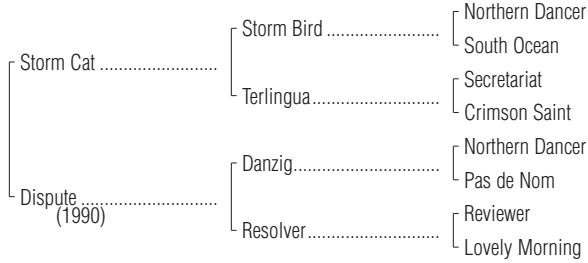 Northern Dancer
Storm Bird ........................
South Ocean
Storm Cat .........................
Secretariat
Terlingua...........................
Crimson Saint
Northern Dancer
Danzig...............................
Pas de Nom
Dispute .............................
(1990)
Reviewer
Resolver............................
Lovely Morning